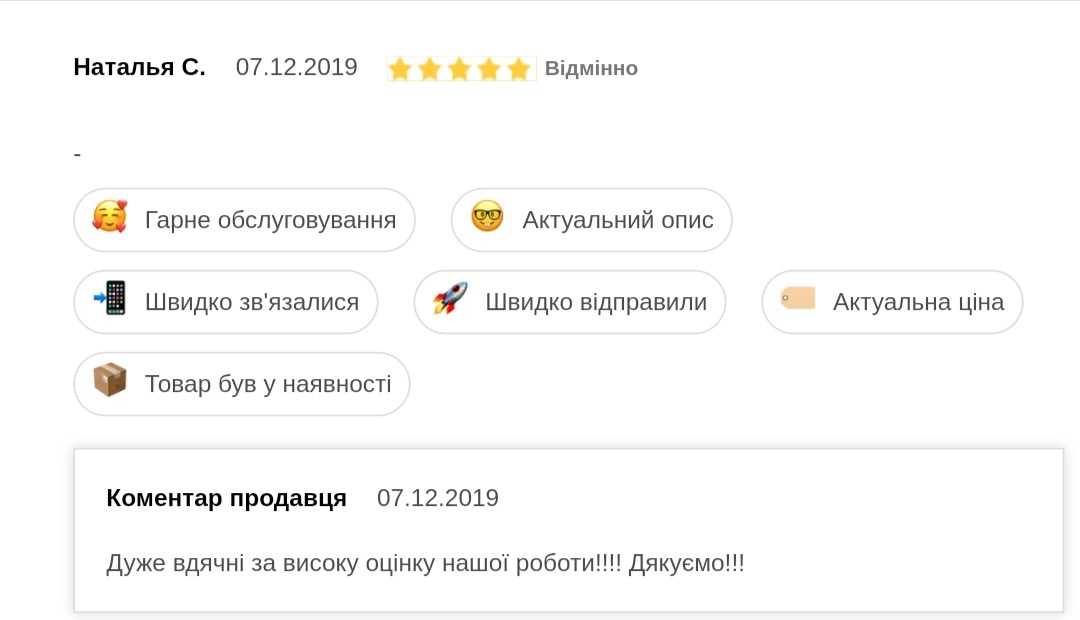 Наталья С. 07.12.2019 Відмінно
-
Гарне обслуговування Актуальний опис
Швидко зв'язалися Швидко відправили Актуальна ціна
Товар був у наявності
Коментар продавця 07.12.2019
Дуже вдячні за високу оцінку нашої роботи!!!! Дякуємо!!!